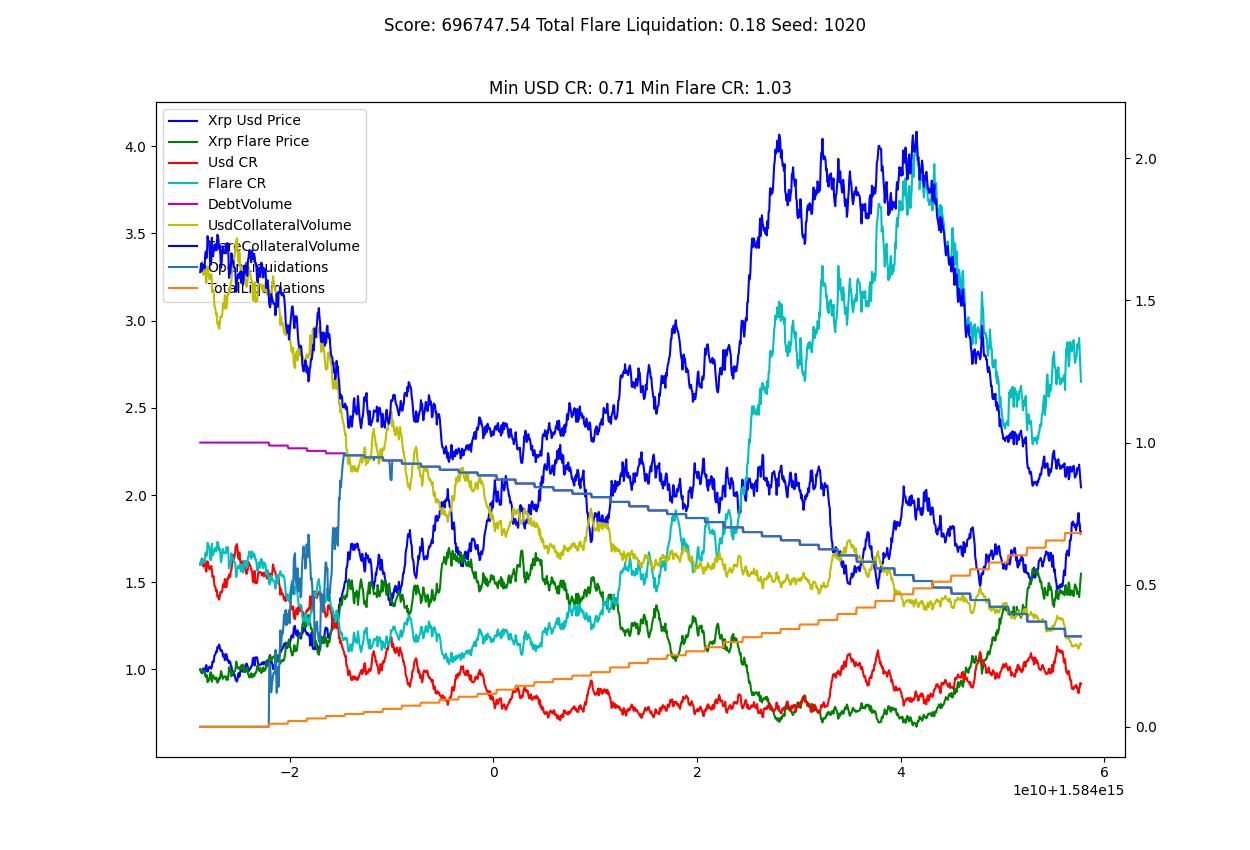 Score: 696747.54 Total Flare Liquidation: 0.18 Seed: 1020
Min USD CR: 0.71 Min Flare CR: 1.03
Xrp Usd Price
Xrp Flare Price
Usd CR
Flare CR
DebtVolume
UsdCollateralVolume
FlareCollateralVolume
OpenLiquidations
TotalLiquidations
4.0
3.5
3.0
2.5
2.0
1.5
1.0
2.0
1.5
1.0
0.5
0.0
−2
0
2
4
6
1e10+1.584e15